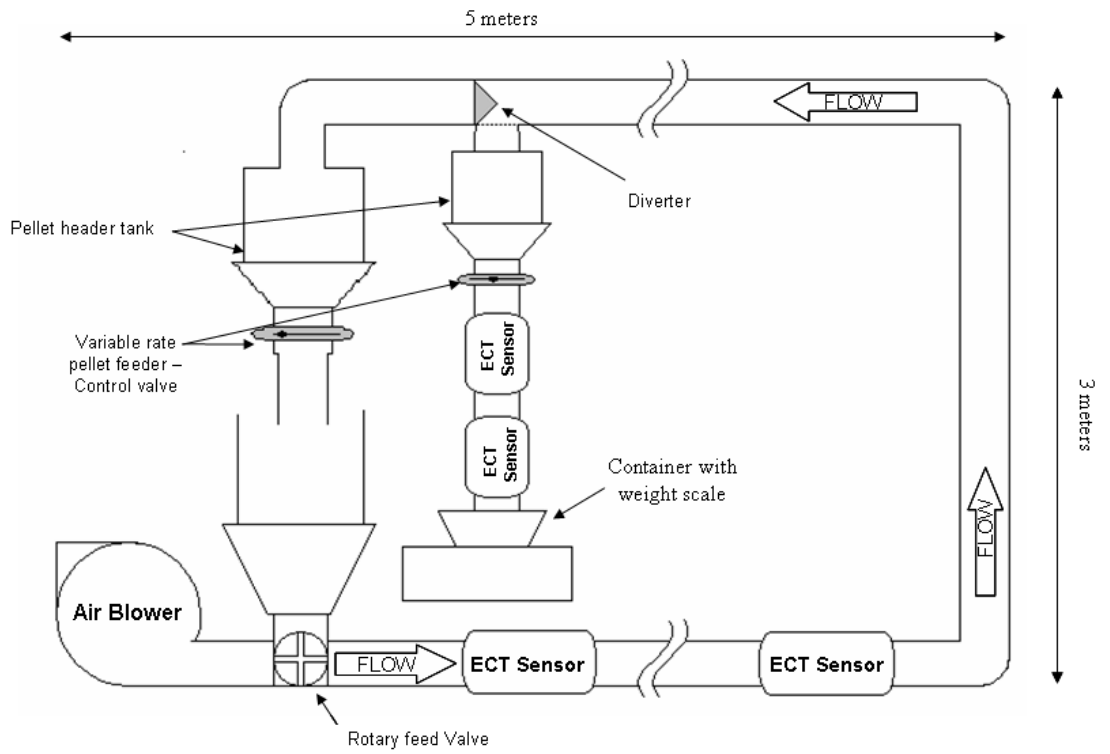 5 meters
FLOW
Diverter
Pellet header tank
Variable rate
pellet feeder –
Control valve
ECT
Sensor
ECT
Sensor
3 meters
Container with
weight scale
FLOW
Air Blower
FLOW
ECT Sensor
ECT Sensor
Rotary feed Valve